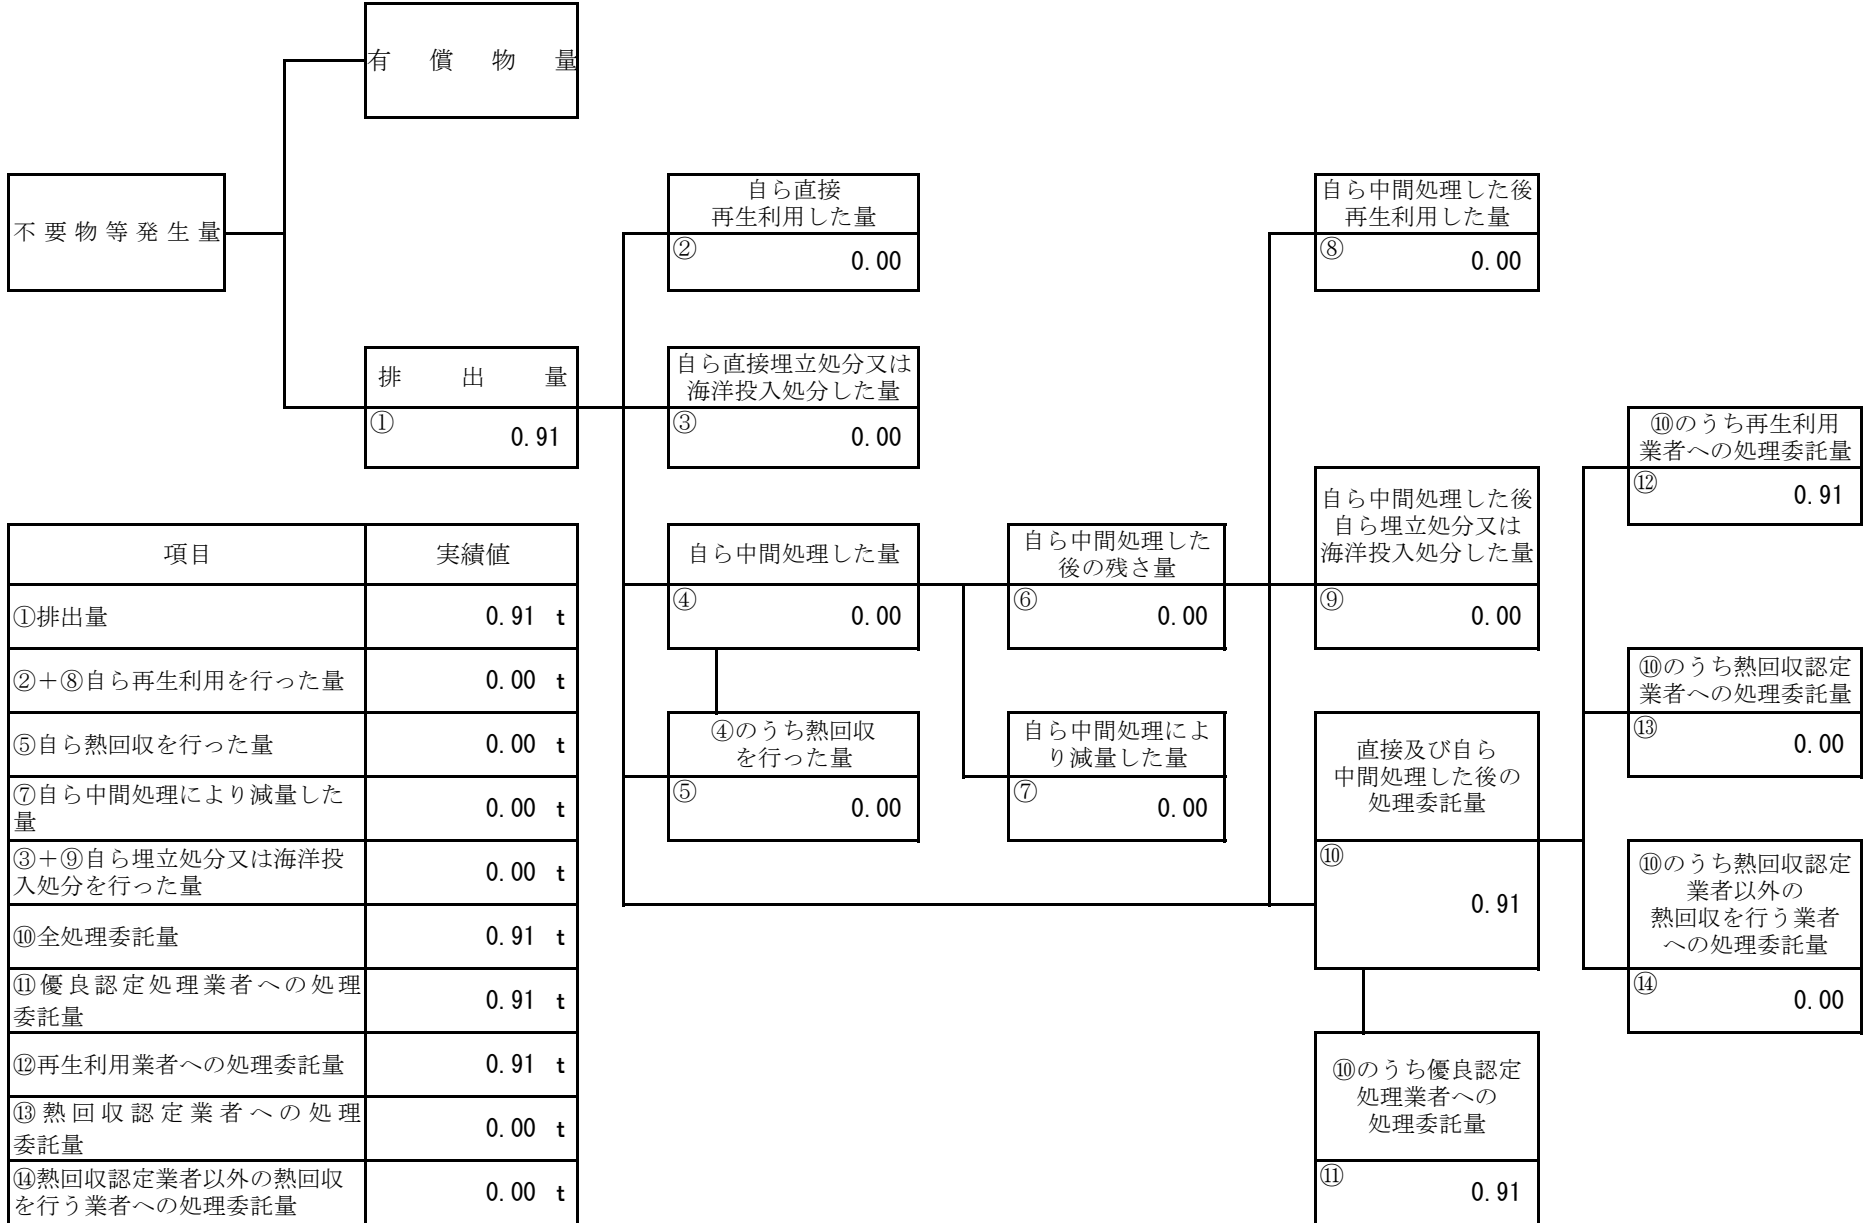 有償物量
不要物等発生量
自ら直接
再生利用した量
② 0.00
自ら中間処理した後
再生利用した量
⑧ 0.00
排出量
① 0.91
自ら直接埋立処分又は
海洋投入処分した量
③ 0.00
⑩のうち再生利用
業者への処理委託量
⑫ 0.91
自ら中間処理した量
④ 0.00
自ら中間処理した
後の残さ量
⑥ 0.00
自ら中間処理した後
自ら埋立処分又は
海洋投入処分した量
⑨ 0.00
⑩のうち熱回収認定
業者への処理委託量
⑬ 0.00
④のうち熱回収
を行った量
⑤ 0.00
自ら中間処理によ
り減量した量
⑦ 0.00
直接及び自ら
中間処理した後の
処理委託量
⑩ 0.91
⑩のうち熱回収認定
業者以外の
熱回収を行う業者
への処理委託量
⑭ 0.00
⑩のうち優良認定
処理業者への
処理委託量
⑪ 0.91
項目 実績値
①排出量 0.91 t
②+⑧自ら再生利用を行った量 0.00 t
⑤自ら熱回収を行った量 0.00 t
⑦自ら中間処理により減量した
量 0.00 t
③+⑨自ら埋立処分又は海洋投
入処分を行った量 0.00 t
⑩全処理委託量 0.91 t
⑪優良認定処理業者への処理
委託量 0.91 t
⑫再生利用業者への処理委託量 0.91 t
⑬熱回収認定業者への処理
委託量 0.00 t
⑭熱回収認定業者以外の熱回収
を行う業者への処理委託量 0.00 t